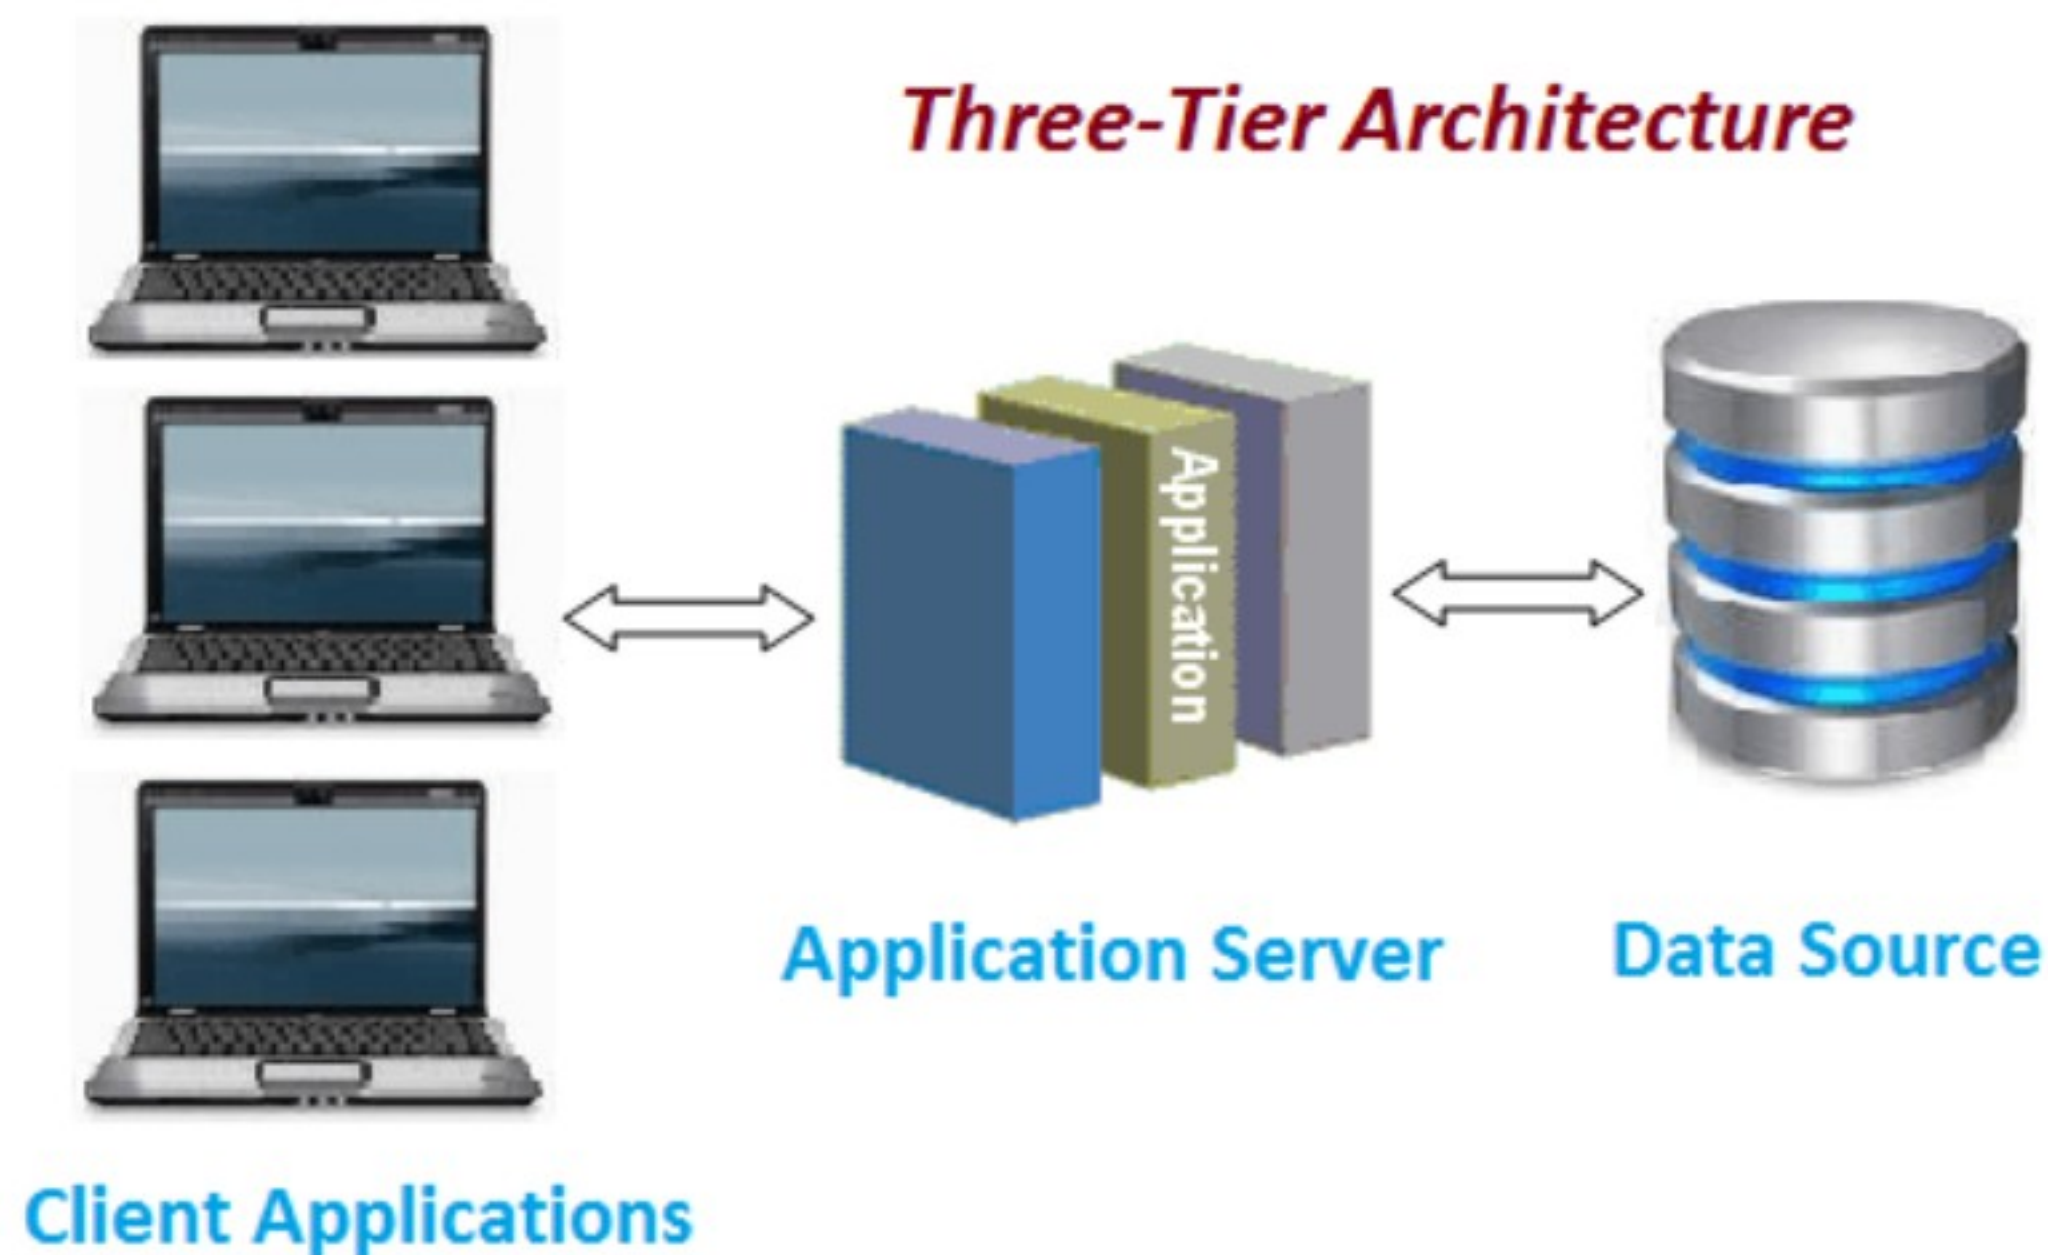 Three-Tier Architecture
Application
Application Server
Data Source
Client Applications